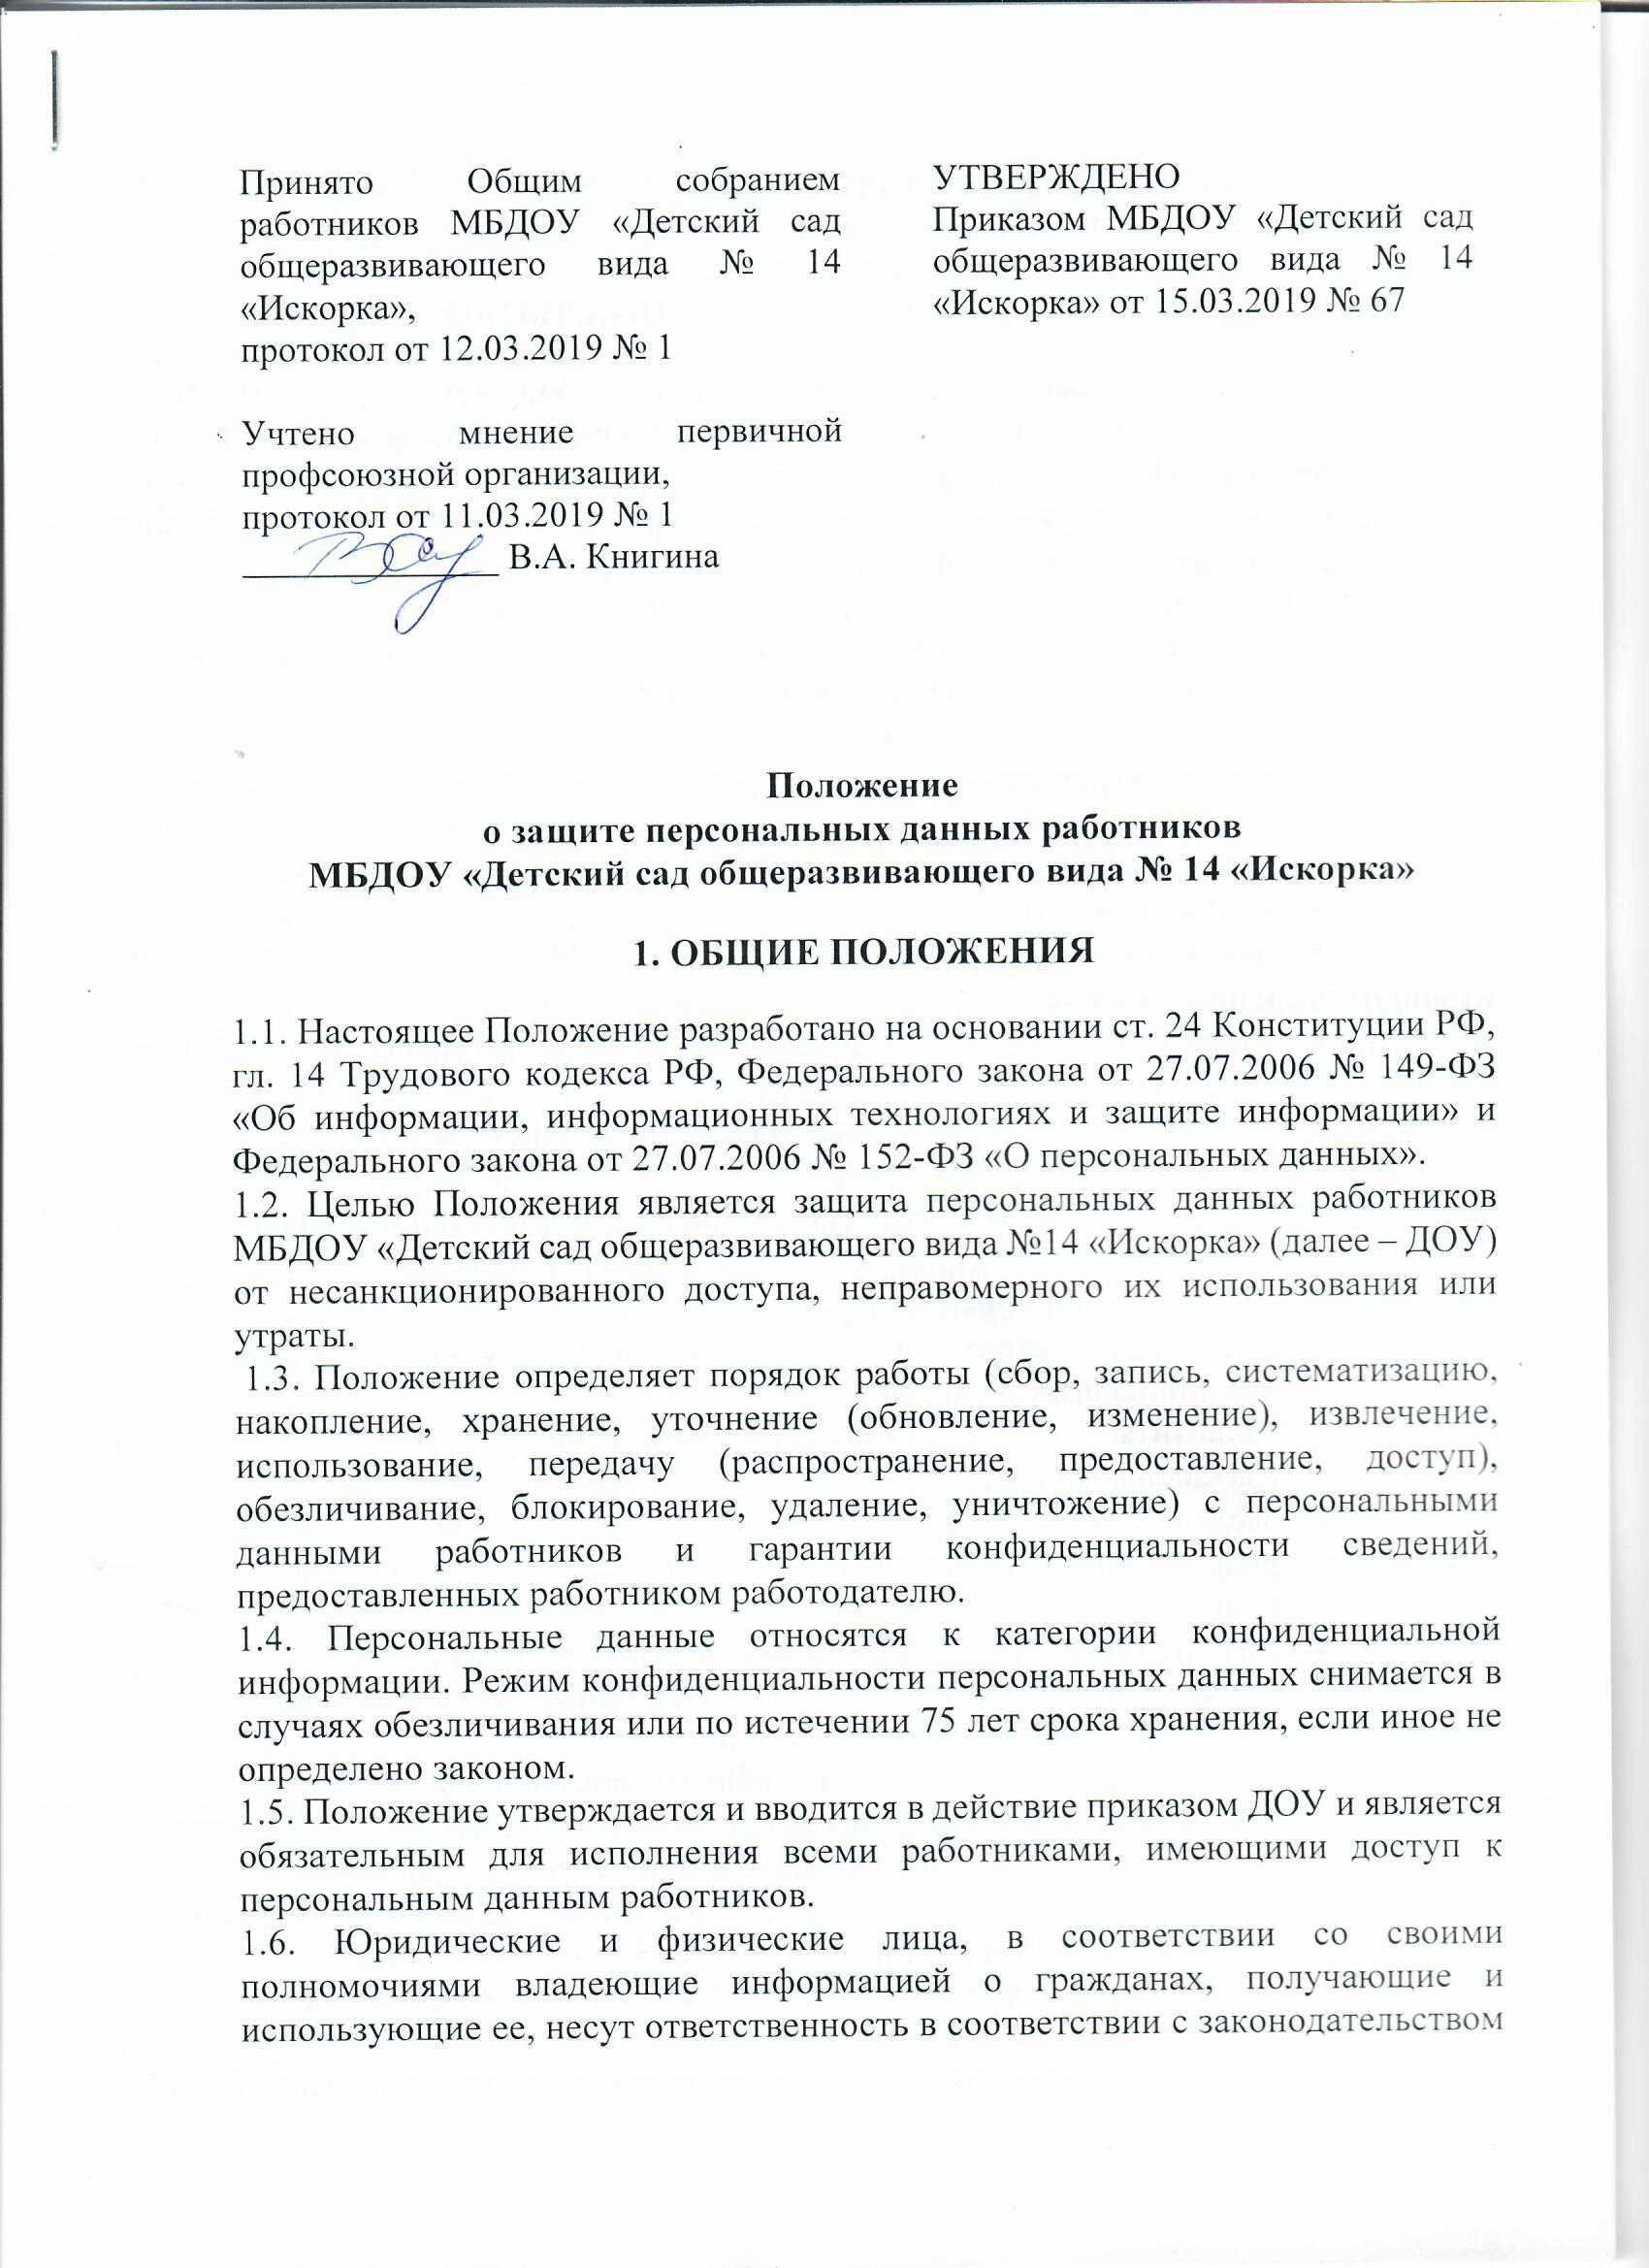 Принято Общим собранием
работников МБДОУ «Детский сад
общеразвивающего вида № 14
«Искорка»,
протокол от 12.03.2019 № 1
Учтено мнение первичной
профсоюзной организации,
протокол от 11.03.2019 № 1
В.А. Книгина
УТВЕРЖДЕНО
Приказом МБДОУ «Детский сад
общеразвивающего вида № 14
«Искорка» от 15.03.2019 № 67
Положение
о защите персональных данных работников
МБДОУ «Детский сад общеразвивающего вида № 14 «Искорка»
1. ОБЩИЕ ПОЛОЖЕНИЯ
1.1. Настоящее Положение разработано на основании ст. 24 Конституции РФ,
гл. 14 Трудового кодекса РФ, Федерального закона от 27.07.2006 № 149-ФЗ
«Об информации, информационных технологиях и защите информации» и
Федерального закона от 27.07.2006 № 152-ФЗ «О персональных данных».
1.2. Целью Положения является защита персональных данных работников
МБДОУ «Детский сад общеразвивающего вида №14 «Искорка» (далее – ДОУ)
от несанкционированного доступа, неправомерного их использования или
утраты.
1.3. Положение определяет порядок работы (сбор, запись, систематизацию,
накопление, хранение, уточнение (обновление, изменение), извлечение,
использование, передачу (распространение, предоставление, доступ),
обезличивание, блокирование, удаление, уничтожение) с персональными
данными работников и гарантии конфиденциальности сведений,
предоставленных работником работодателю.
1.4. Персональные данные относятся к категории конфиденциальной
информации. Режим конфиденциальности персональных данных снимается в
случаях обезличивания или по истечении 75 лет срока хранения, если иное не
определено законом.
1.5. Положение утверждается и вводится в действие приказом ДОУ и является
обязательным для исполнения всеми работниками, имеющими доступ к
персональным данным работников.
1.6. Юридические и физические лица, в соответствии со своими
полномочиями владеющие информацией о гражданах, получающие и
использующие ее, несут ответственность в соответствии с законодательством